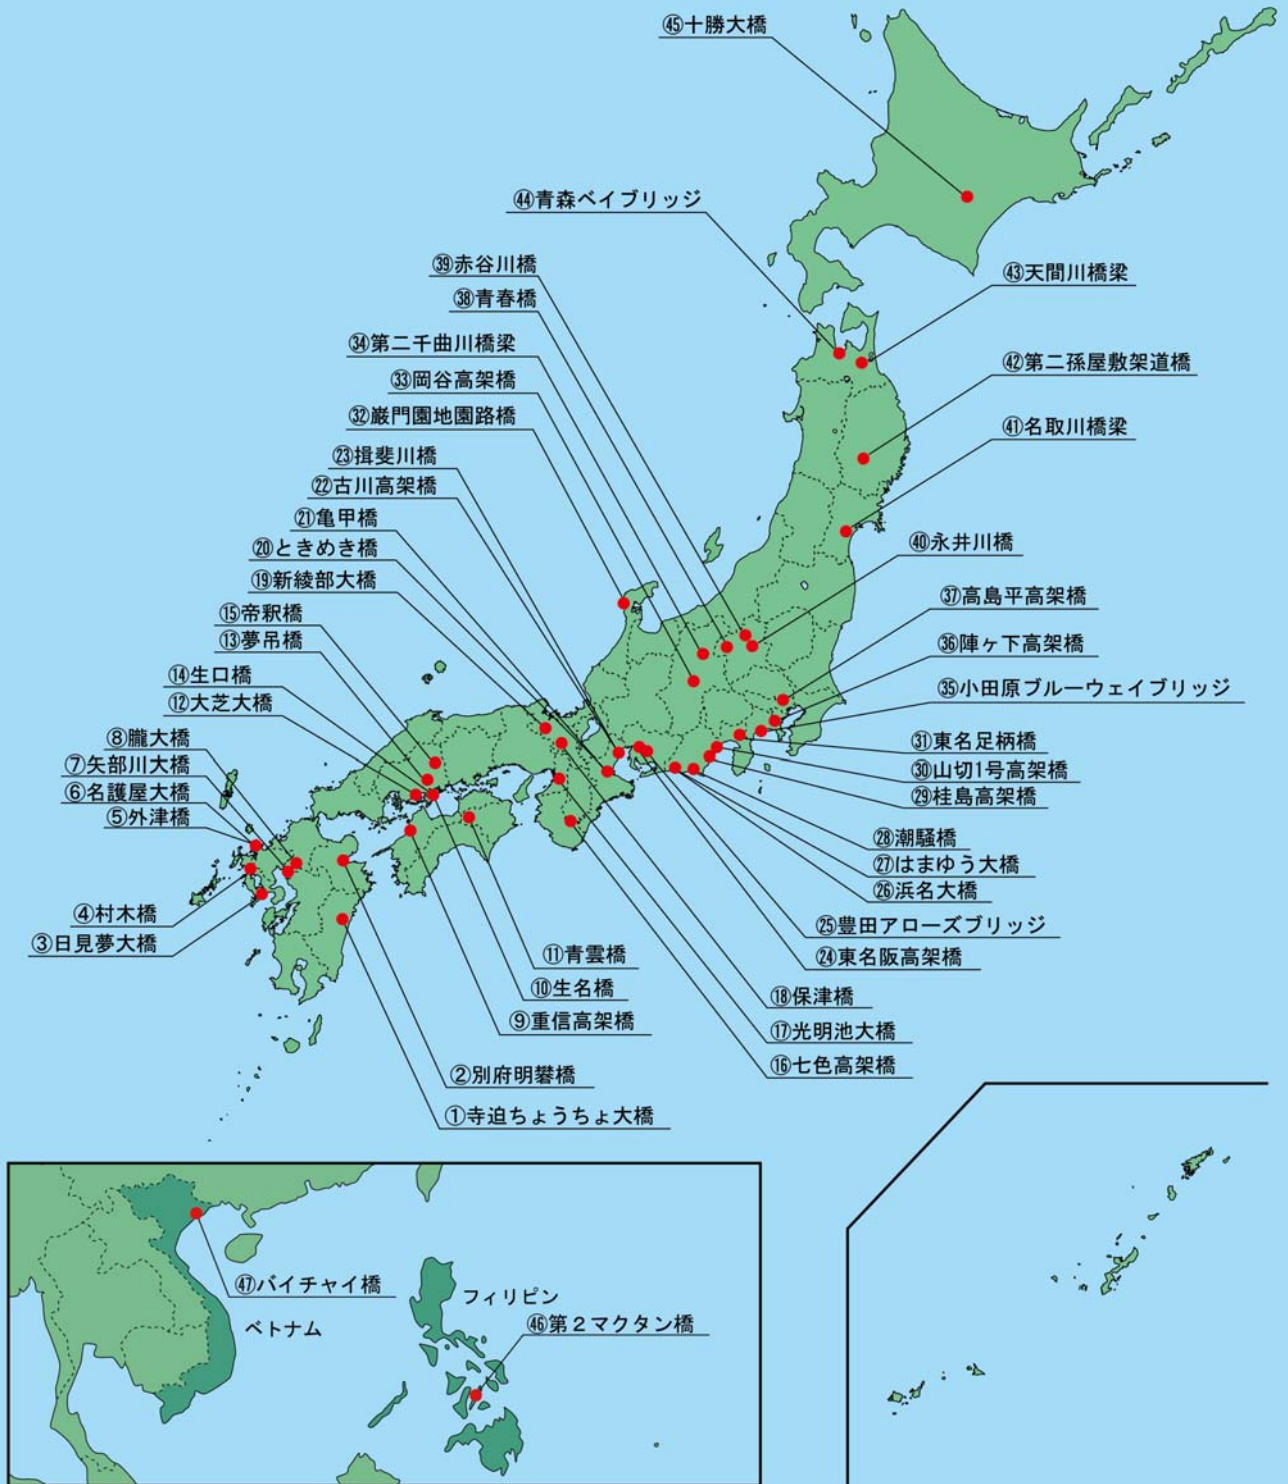 ㊺十勝大橋
㊹青森ベイブリッジ
㊴赤谷川橋
㊳青春橋
㉞第二千曲川橋梁
㉝岡谷高架橋
㉜巌門園地園路橋
㉓揖斐川橋
㉒古川高架橋
㉑亀甲橋
⑳ときめき橋
⑲新綾部大橋
⑮帝釈橋
⑬夢吊橋
⑭生口橋
⑫大芝大橋
⑧朧大橋
⑦矢部川大橋
⑥名護屋大橋
⑤外津橋
④村木橋
③日見夢大橋
㊸天間川橋梁
㊷第二孫屋敷架道橋
㊶名取川橋梁
㊵永井川橋
㊲高島平高架橋
㊱陣ヶ下高架橋
㉟小田原ブルーウェイブリッジ
㉛東名足柄橋
㉚山切1号高架橋
㉙桂島高架橋
㉘潮騒橋
㉗はまゆう大橋
㉖浜名大橋
㉕豊田アローズブリッジ
㉔東名阪高架橋
⑱保津橋
⑰光明池大橋
⑯七色高架橋
⑪青雲橋
⑩生名橋
⑨重信高架橋
②別府明礬橋
①寺迫ちょうちょ大橋
㊼バイチャイ橋
ベトナム
フィリピン
㊻第２マクタン橋